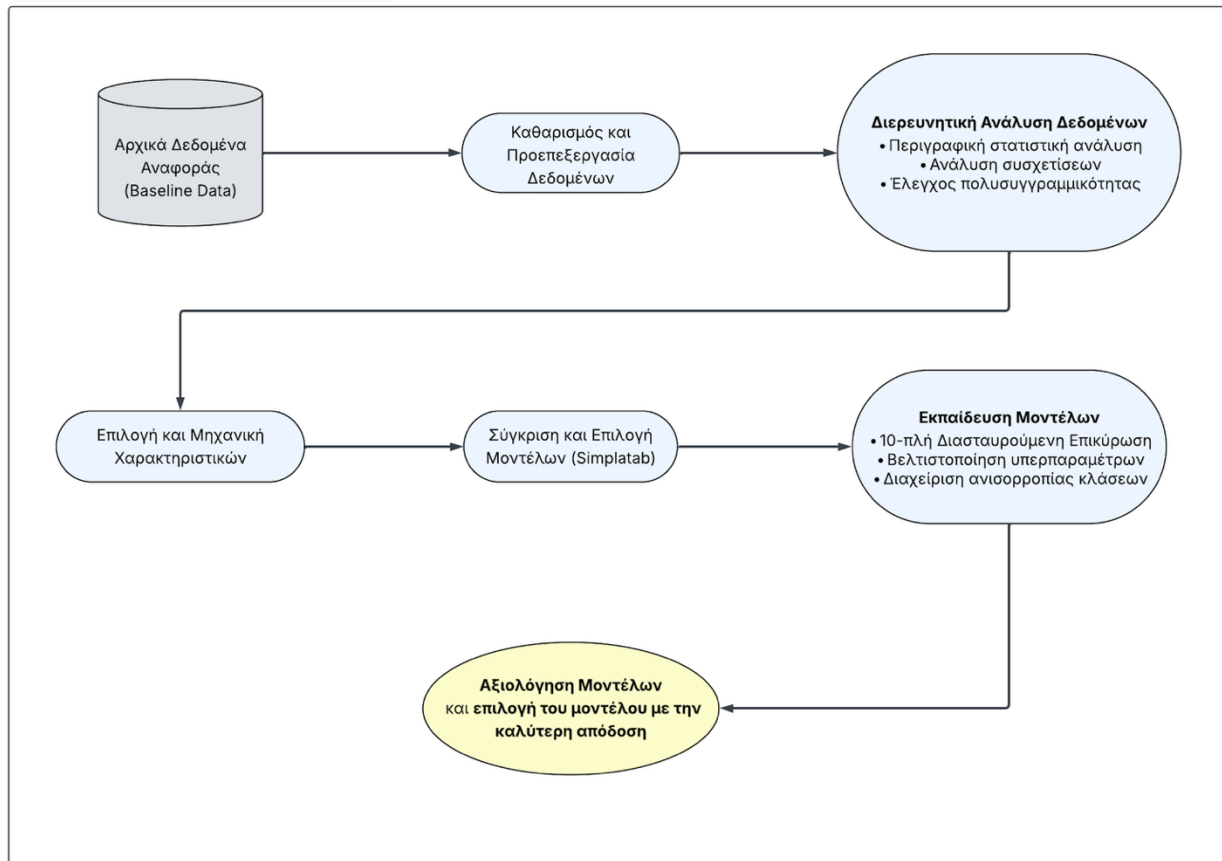 Αρχικά Δεδομένα
Αναφοράς
(Baseline Data)
Καθαρισμός και
Προεπεξεργασία
Δεδομένων
Διερευνητική Ανάλυση Δεδομένων
• Περιγραφική στατιστική ανάλυση
• Ανάλυση συσχετίσεων
• Έλεγχος πολυσυγγραμμικότητας
Επιλογή και Μηχανική
Χαρακτηριστικών
Σύγκριση και Επιλογή
Μοντέλων (Simplatab)
Εκπαίδευση Μοντέλων
• 10-πλή Διασταυρούμενη Επικύρωση
• Βελτιστοποίηση υπερπαραμέτρων
• Διαχείριση ανισορροπίας κλάσεων
Αξιολόγηση Μοντέλων
και επιλογή του μοντέλου με την
καλύτερη απόδοση